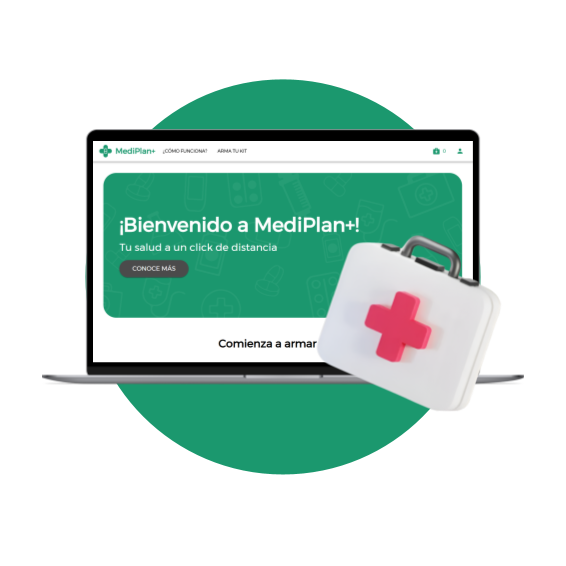 MediPlan+ ¿CÓMO FUNCIONA? ARMA TU KIT 0
¡Bienvenido a MediPlan+!
Tu salud a un click de distancia
CONOCE MÁS
Comienza a armar